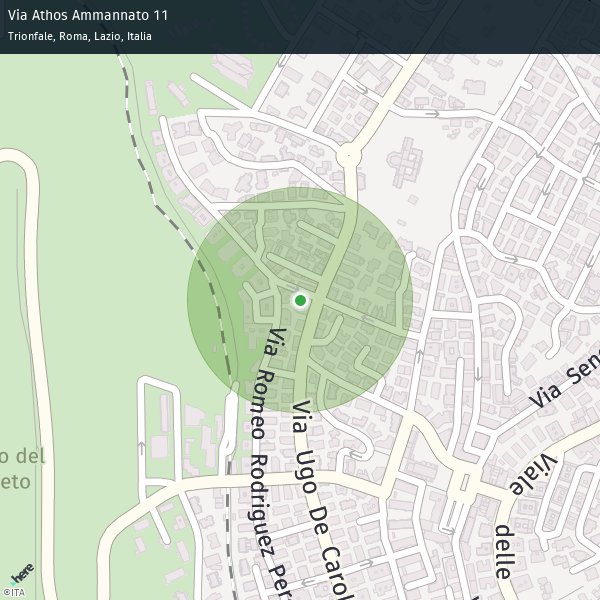 Via Athos Ammannato 11
Trionfale, Roma, Lazio, Italia
Via Romeo Rodriguez Per
Via Ugo De Carol
Via Sen
Viale
delle
o del
eto
here
©ITA